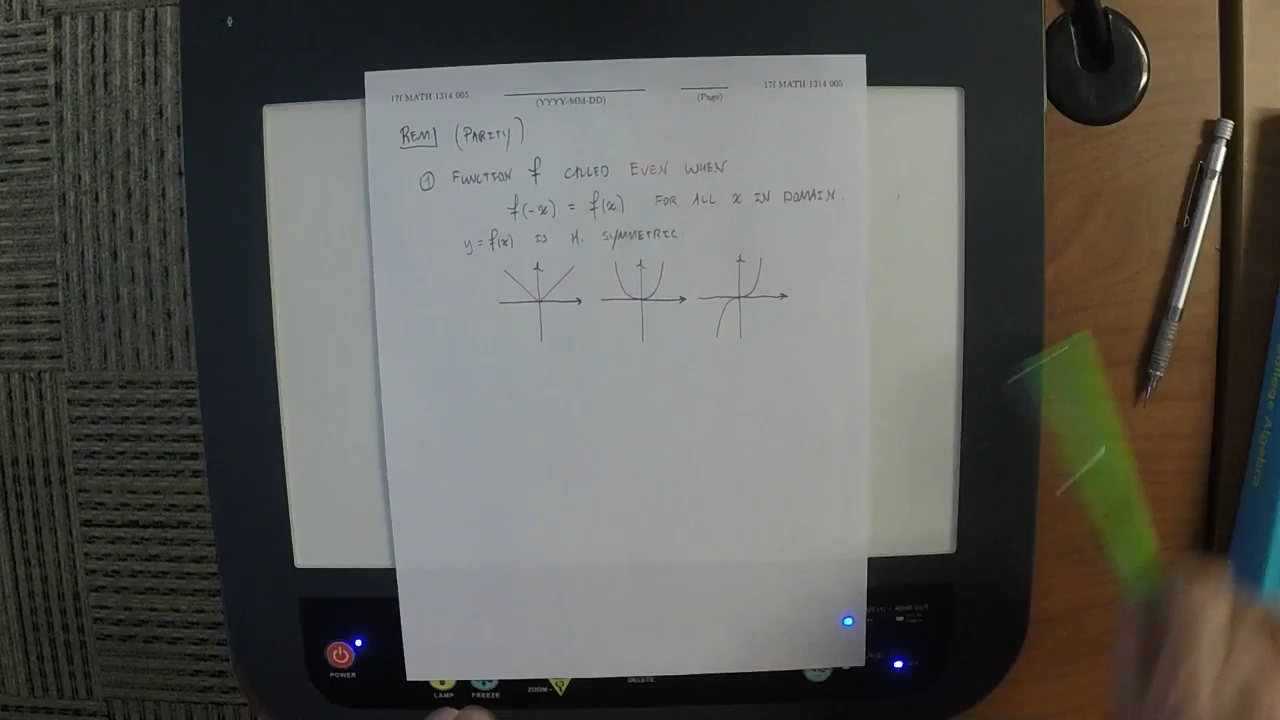 17f MATH 1314 005
(YYYY-MM-DD)
(Page)
17f MATH 1314 005
REM (PARITY)
① FUNCTION f CALLED EVEN WHEN
f(-x) = f(x) FOR ALL x IN DOMAIN.
y = f(x) IS H. SYMMETRIC.
POWER
LAMP
FREEZE
ZOOM
DELETE
College Algebra